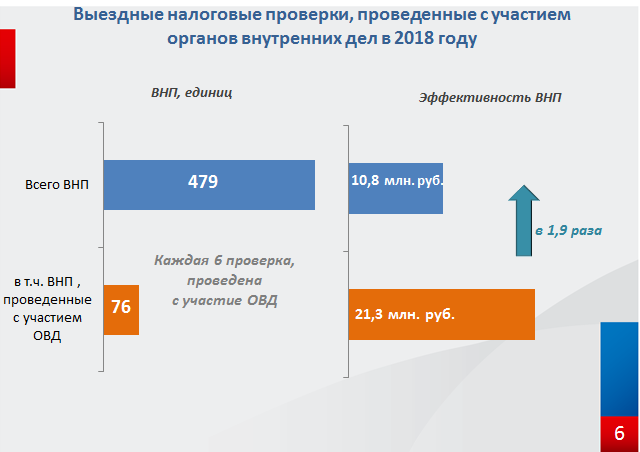 Выездные налоговые проверки, проведенные с участием
органов внутренних дел в 2018 году
ВНП, единиц
Эффективность ВНП
Всего ВНП
479
10,8 млн. руб.
в 1,9 раза
Каждая 6 проверка,
проведена
с участие ОВД
в т.ч. ВНП ,
проведенные
с участием
ОВД
76
21,3 млн. руб.
6